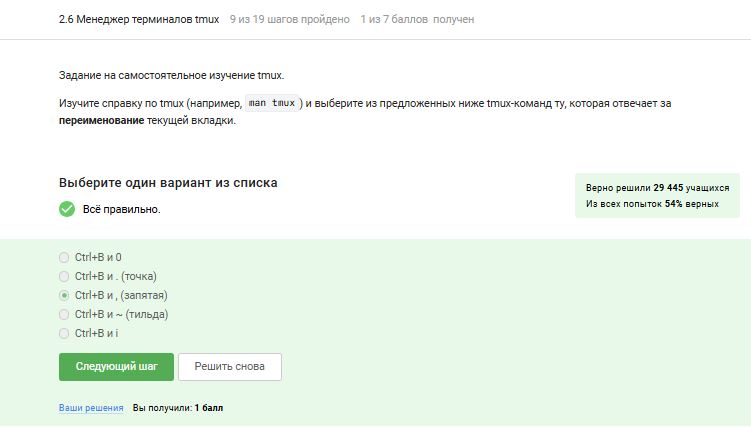 2.6 Менеджер терминалов tmux 9 из 19 шагов пройдено 1 из 7 баллов получен
Задание на самостоятельное изучение tmux.
Изучите справку по tmux (например, man tmux ) и выберите из предложенных ниже tmux-команд ту, которая отвечает за
переименование текущей вкладки.
Выберите один вариант из списка
Всё правильно.
Верно решили 29 445 учащихся
Из всех попыток 54% верных
Ctrl+B и 0
Ctrl+B и . (точка)
Ctrl+B и , (запятая)
Ctrl+B и ~ (тильда)
Ctrl+B и i
Следующий шаг Решить снова
Ваши решения Вы получили: 1 балл